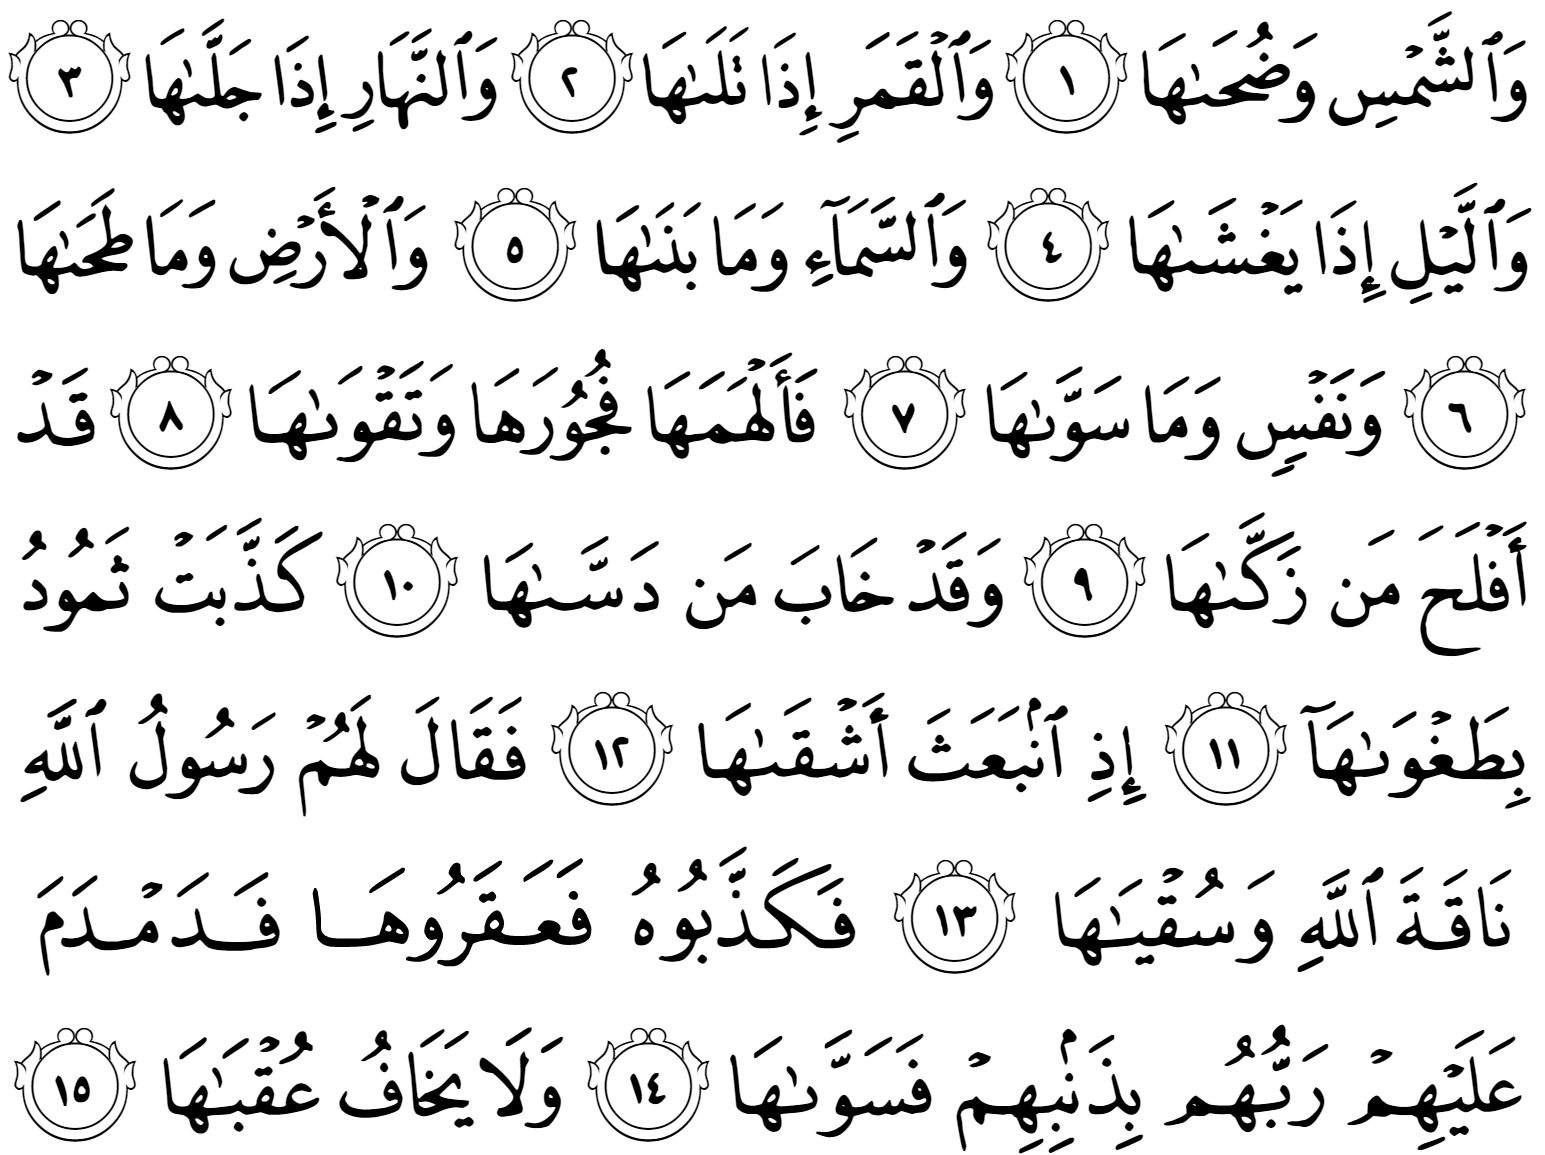 وَٱلشَّمْسِ وَضُحَىٰهَا ١ وَٱلْقَمَرِ إِذَا تَلَىٰهَا ٢ وَٱلنَّهَارِ إِذَا جَلَّىٰهَا ٣
وَٱلَّيْلِ إِذَا يَغْشَىٰهَا ٤ وَٱلسَّمَآءِ وَمَا بَنَىٰهَا ٥ وَٱلْأَرْضِ وَمَا طَحَىٰهَا
٦ وَنَفْسٍ وَمَا سَوَّىٰهَا ٧ فَأَلْهَمَهَا فُجُورَهَا وَتَقْوَىٰهَا ٨ قَدْ
أَفْلَحَ مَن زَكَّىٰهَا ٩ وَقَدْ خَابَ مَن دَسَّىٰهَا ١٠ كَذَّبَتْ ثَمُودُ
بِطَغْوَىٰهَآ ١١ إِذِ ٱنۢبَعَثَ أَشْقَىٰهَا ١٢ فَقَالَ لَهُمْ رَسُولُ ٱللَّهِ
نَاقَةَ ٱللَّهِ وَسُقْيَـٰهَا ١٣ فَكَذَّبُوهُ فَعَقَرُوهَا فَدَمْدَمَ
عَلَيْهِمْ رَبُّهُم بِذَنۢبِهِمْ فَسَوَّىٰهَا ١٤ وَلَا يَخَافُ عُقْبَـٰهَا ١٥